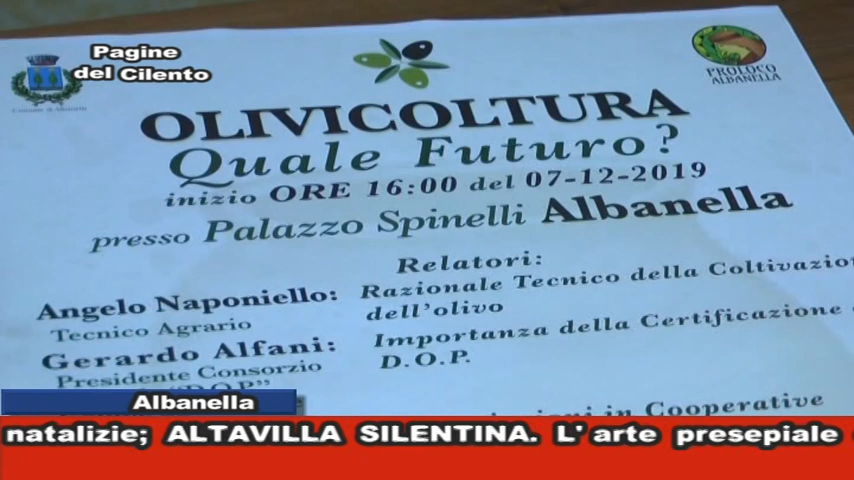 Pagine
del Cilento
PROLOCO
ALBANELLA
OLIVICOLTURA
Quale Futuro?
inizio ORE 16:00 del 07-12-2019
presso Palazzo Spinelli Albanella
Relatori:
Angelo Naponiello: Razionale Tecnico della Coltivazion
Tecnico Agrario
dell'olivo
Gerardo Alfani: Importanza della Certificazione
Presidente Consorzio
D.O.P.
"D.O.P"
in Cooperative
Albanella
natalizie; ALTAVILLA SILENTINA. L'arte presepiale